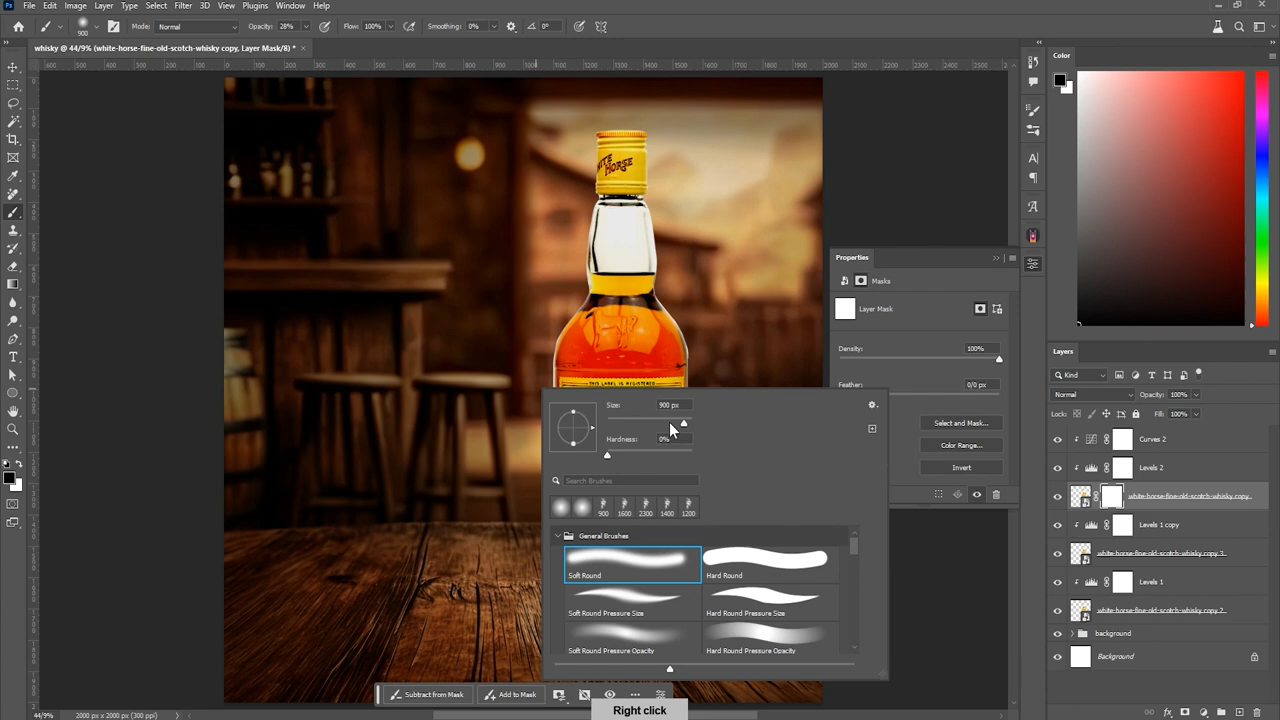 File Edit Image Layer Type Select Filter 3D View Plugins Window Help
900 Mode: Normal Opacity: 28% Flow: 100% Smoothing: 0% 0°
whisky @ 44/9% (white-horse-fine-old-scotch-whisky copy, Layer Mask/8) *
Color
HORSE
THIS LABEL IS REGISTERED
Properties
Masks
Layer Mask
Density: 100%
Feather: 0/0 px
Select and Mask...
Color Range...
Invert
Size: 900 px
Hardness: 0%
Search Brushes
900 1600 2300 1400 1200
General Brushes
Soft Round
Hard Round
Soft Round Pressure Size
Hard Round Pressure Size
Soft Round Pressure Opacity
Hard Round Pressure Opacity
Layers
Kind
Normal Opacity: 100%
Locks: Fill: 100%
Curves 2
Levels 2
white-horse-fine-old-scotch-whisky copy
Levels 1 copy
white-horse-fine-old-scotch-whisky copy 3
Levels 1
white-horse-fine-old-scotch-whisky copy 2
background
Background
Subtract from Mask
Add to Mask
Right click
44/9% 2000 px x 2000 px (300 ppi)